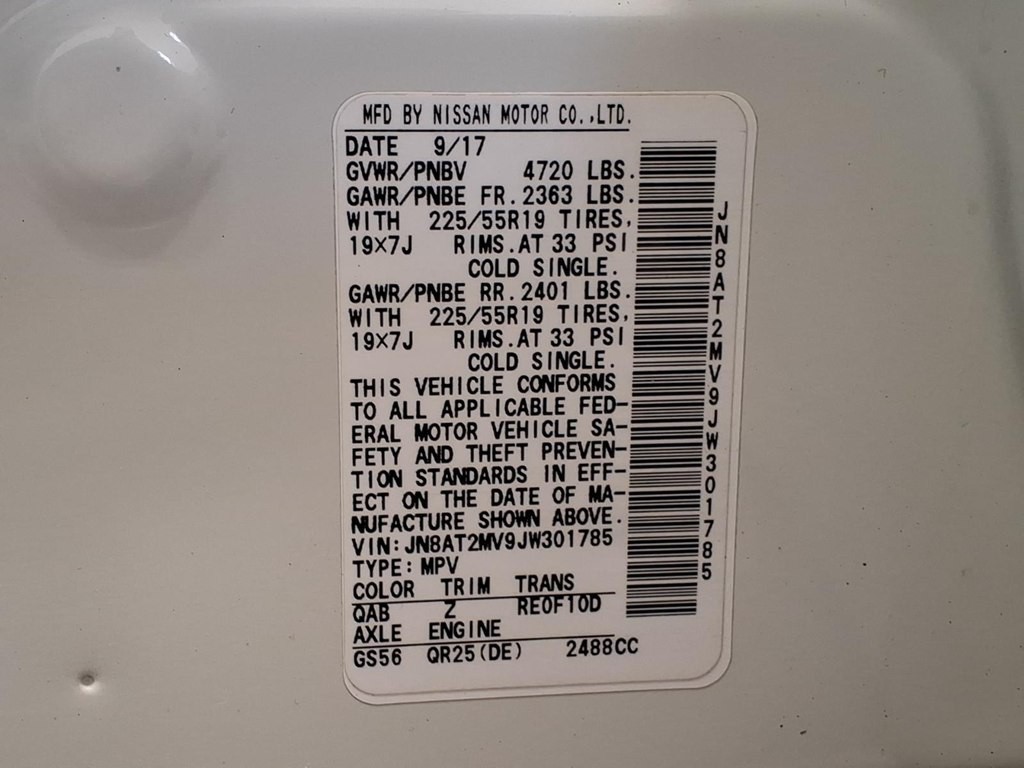 MFD BY NISSAN MOTOR CO.,LTD.
DATE 9/17
GVWR/PNBV 4720 LBS.
GAWR/PNBE FR.2363 LBS.
WITH 225/55R19 TIRES,
19×7J RIMS.AT 33 PSI
COLD SINGLE.
GAWR/PNBE RR.2401 LBS.
WITH 225/55R19 TIRES,
19×7J RIMS.AT 33 PSI
COLD SINGLE.
THIS VEHICLE CONFORMS
TO ALL APPLICABLE FED-
ERAL MOTOR VEHICLE SA-
FETY AND THEFT PREVEN-
TION STANDARDS IN EFF-
ECT ON THE DATE OF MA-
NUFACTURE SHOWN ABOVE.
VIN:JN8AT2MV9JW301785
TYPE:MPV
COLOR TRIM TRANS
QAB Z RE0F10D
AXLE ENGINE
GS56 QR25(DE) 2488CC
JN8AT2MV9JW301785